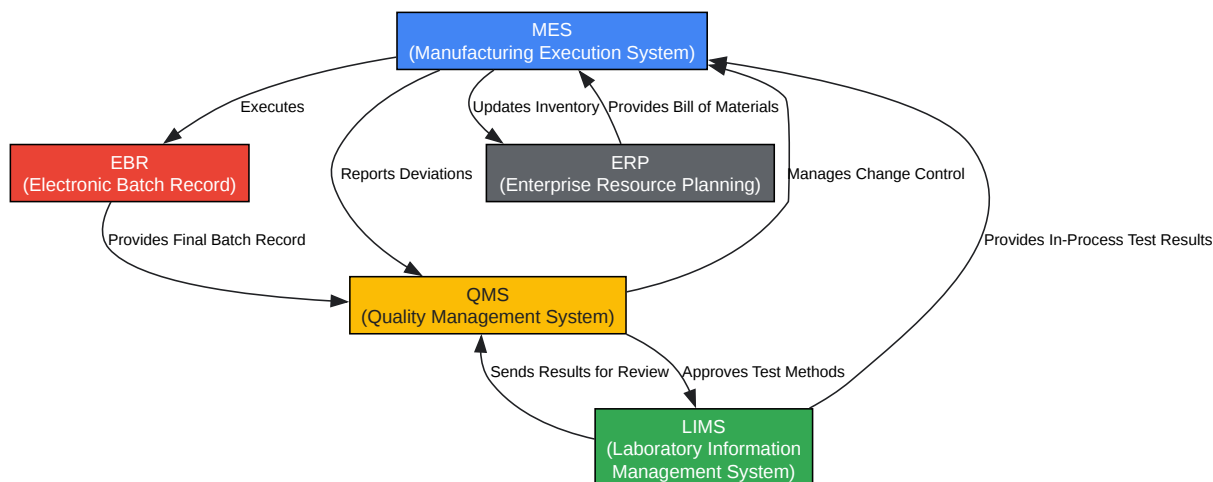 MES
(Manufacturing Execution System)
Executes
Updates Inventory
Provides Bill of Materials
EBR
(Electronic Batch Record)
ERP
(Enterprise Resource Planning)
Reports Deviations
Manages Change Control
Provides Final Batch Record
Provides In-Process Test Results
QMS
(Quality Management System)
Sends Results for Review
Approves Test Methods
LIMS
(Laboratory Information
Management System)